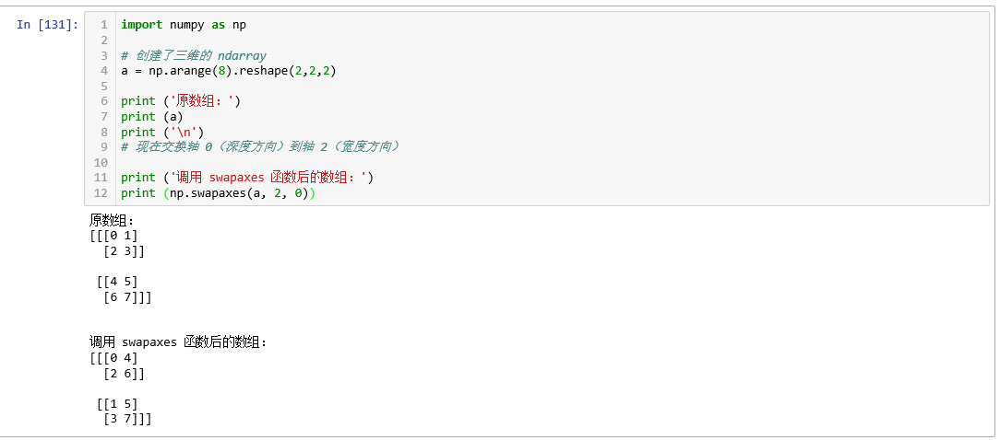 In [131]:
1 import numpy as np
2
3 # 创建了三维的 ndarray
4 a = np.arange(8).reshape(2,2,2)
5
6 print ('原数组：')
7 print (a)
8 print ('\n')
9 # 现在交换轴 0（深度方向）到轴 2（宽度方向）
10
11 print ('调用 swapaxes 函数后的数组：')
12 print (np.swapaxes(a, 2, 0))
原数组：
[[[0 1]
  [2 3]]
 [[4 5]
  [6 7]]]
调用 swapaxes 函数后的数组：
[[[0 4]
  [2 6]]
 [[1 5]
  [3 7]]]